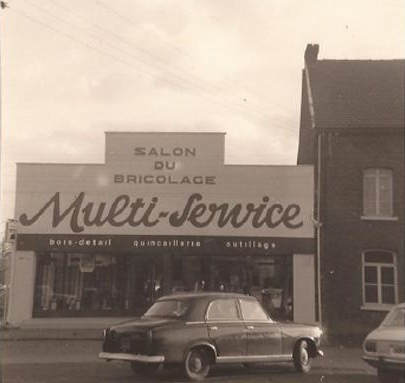 SALON
DU
BRICOLAGE
Multi-Service
bois-detail quincaillerie outillage